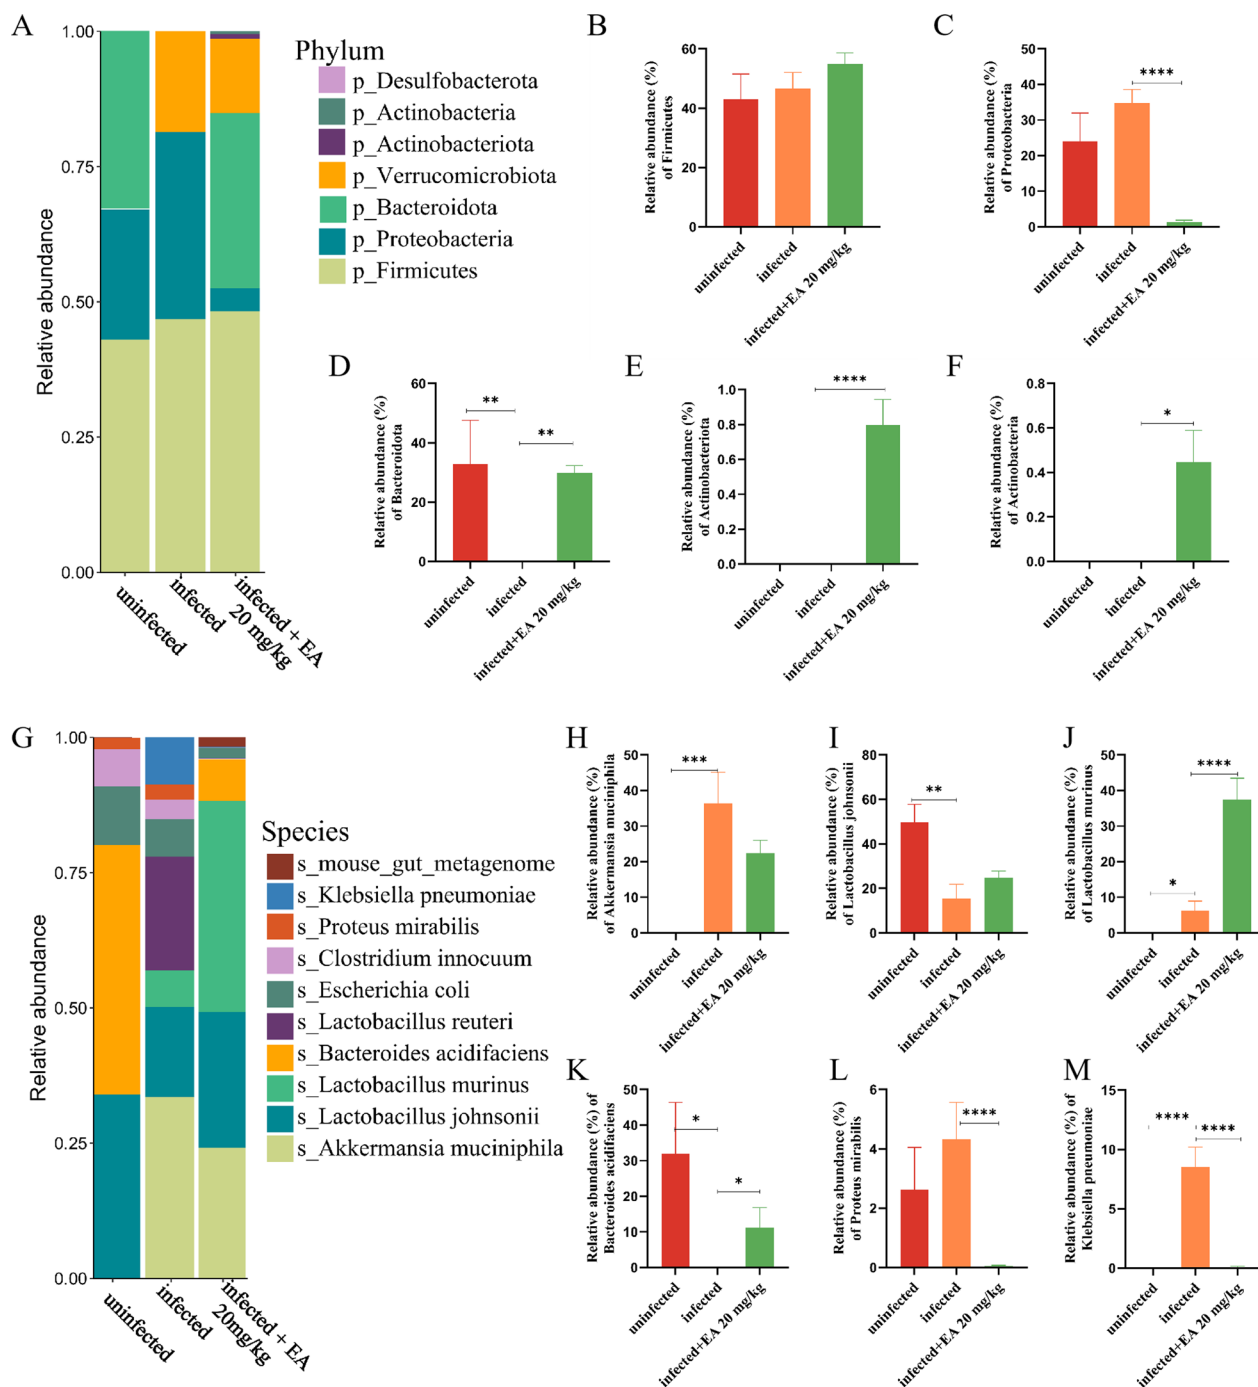 A
1.00
0.75
0.50
0.25
0.00
Relative abundance
uninfected
infected
infected + EA
20 mg/kg
Phylum
p_Desulfobacterota
p_Actinobacteria
p_Actinobacteriota
p_Verrucomicrobiota
p_Bacteroidota
p_Proteobacteria
p_Firmicutes
B
Relative abundance (%)
of Firmicutes
60
40
20
0
uninfected
infected
infected+EA 20 mg/kg
C
Relative abundance (%)
of Proteobacteria
50
40
30
20
10
0
****
uninfected
infected
infected+EA 20 mg/kg
D
Relative abundance (%)
of Bacteroidota
60
40
20
0
**
**
uninfected
infected
infected+EA 20 mg/kg
E
Relative abundance (%)
of Actinobacteriota
1.0
0.8
0.6
0.4
0.2
0.0
****
uninfected
infected
infected+EA 20 mg/kg
F
Relative abundance (%)
of Actinobacteria
0.8
0.6
0.4
0.2
0.0
*
uninfected
infected
infected+EA 20 mg/kg
G
1.00
0.75
0.50
0.25
0.00
Relative abundance
uninfected
infected
infected + EA
20mg/kg
Species
s_mouse_gut_metagenome
s_Klebsiella pneumoniae
s_Proteus mirabilis
s_Clostridium innocuum
s_Escherichia coli
s_Lactobacillus reuteri
s_Bacteroides acidifaciens
s_Lactobacillus murinus
s_Lactobacillus johnsonii
s_Akkermansia muciniphila
H
Relative abundance (%)
of Akkermansia muciniphila
50
40
30
20
10
0
***
uninfected
infected
infected+EA 20 mg/kg
I
Relative abundance (%)
of Lactobacillus johnsonii
80
60
40
20
0
**
uninfected
infected
infected+EA 20 mg/kg
J
Relative abundance (%)
of Lactobacillus murinus
50
40
30
20
10
0
*
****
uninfected
infected
infected+EA 20 mg/kg
K
Relative abundance (%) of
Bacteroides acidifaciens
50
40
30
20
10
0
*
*
uninfected
infected
infected+EA 20 mg/kg
L
Relative abundance (%)
of Proteus mirabilis
6
4
2
0
****
uninfected
infected
infected+EA 20 mg/kg
M
Relative abundance (%) of
Klebsiella pneumoniae
15
10
5
0
****
****
uninfected
infected
infected+EA 20 mg/kg